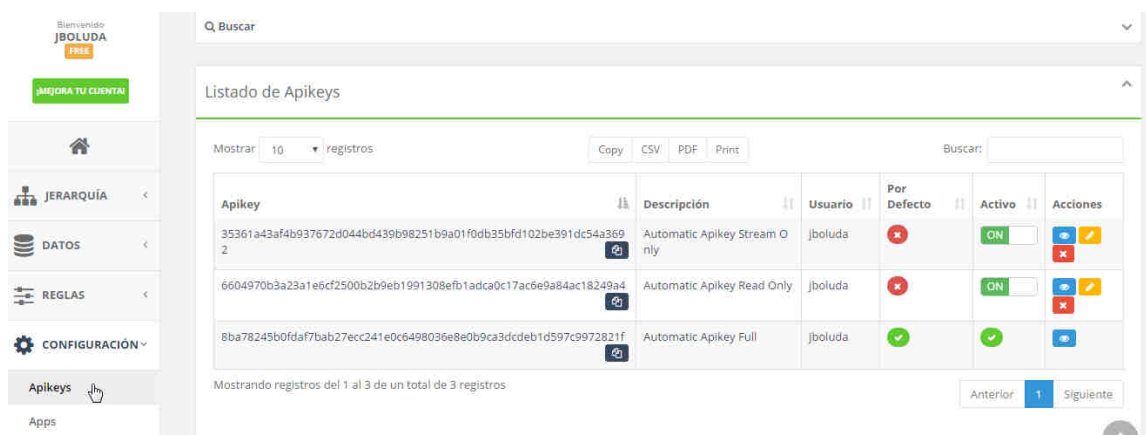 Bienvenido
JBOLUDA
FREE
¡MEJORA TU CUENTA!
JERARQUÍA
DATOS
REGLAS
CONFIGURACIÓN
Apikeys
Apps
Buscar
Listado de Apikeys
Mostrar 10 registros
Copy CSV PDF Print
Buscar:
Apikey Descripción Usuario Por Defecto Activo Acciones
35361a43af4b937672d044bd439b98251b9a01f0db35bfd102be391dc54a369
2
Automatic Apikey Stream O
nly
jboluda ON
6604970b3a23a1e6cf2500b2b9eb1991308efb1adca0c17ac6e9a84ac18249a4 Automatic Apikey Read Only jboluda ON
8ba78245b0fdaf7bab27ecc241e0c6498036e8e0b9ca3dcdeb1d597c9972821f Automatic Apikey Full jboluda
Mostrando registros del 1 al 3 de un total de 3 registros
Anterior 1 Siguiente